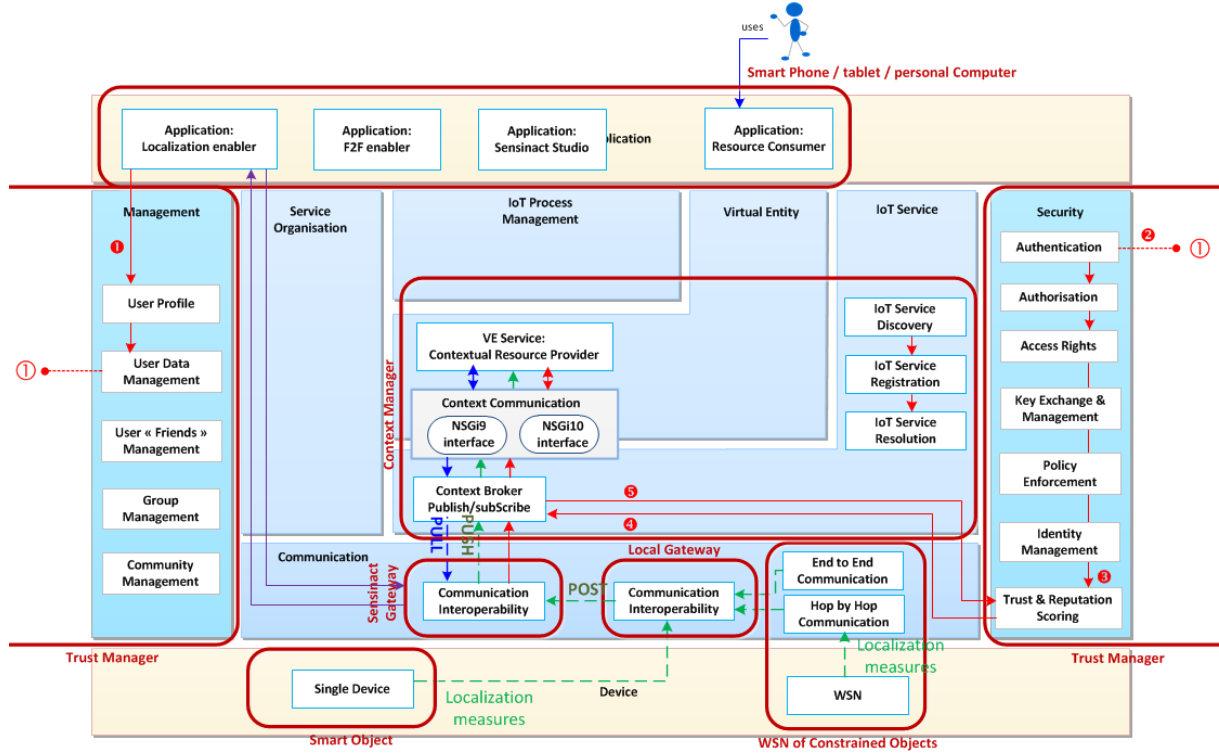 uses
Smart Phone / tablet / personal Computer
Application:
Localization enabler
Application:
F2F enabler
Application:
Sensinact Studio
plication
Application:
Resource Consumer
Management
Service
Organisation
IoT Process
Management
Virtual Entity
IoT Service
Security
❶
User Profile
①
User Data
Management
User « Friends »
Management
Group
Management
Community
Management
Trust Manager
Context Manager
VE Service:
Contextual Resource Provider
Context Communication
NSGi9
interface
NSGi10
interface
Context Broker
Publish/subScribe
IoT Service
Discovery
IoT Service
Registration
IoT Service
Resolution
❺
❹
Authentication
❷
①
Authorisation
Access Rights
Key Exchange &
Management
Policy
Enforcement
Identity
Management
❸
Trust & Reputation
Scoring
Trust Manager
PULL
PUSH
Communication
Sensinact
Gateway
Communication
Interoperability
POST
Local Gateway
Communication
Interoperability
End to End
Communication
Hop by Hop
Communication
Localization
measures
Single Device
Localization
measures
Device
WSN
Smart Object
WSN of Constrained Objects